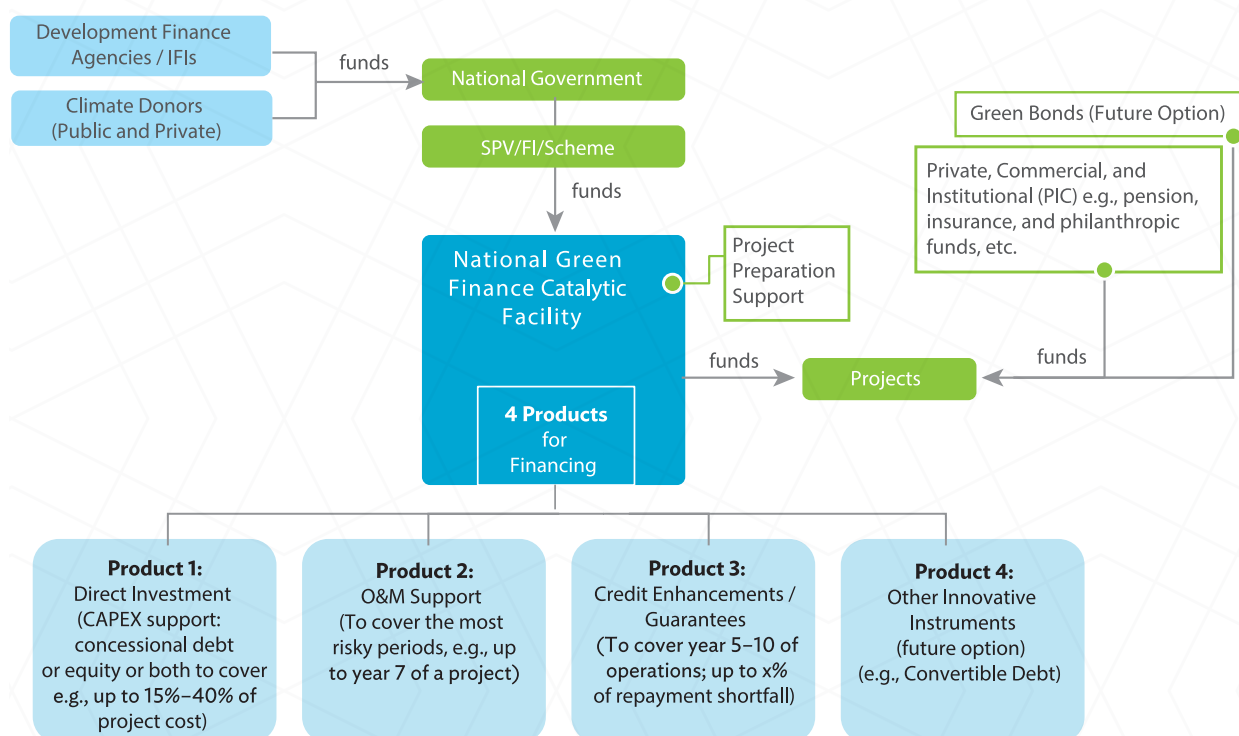 Development Finance
Agencies / IFIs
funds
Climate Donors
(Public and Private)
National Government
SPV/FI/Scheme
funds
Green Bonds (Future Option)
Private, Commercial, and
Institutional (PIC) e.g., pension,
insurance, and philanthropic
funds, etc.
National Green
Finance Catalytic
Facility
Project
Preparation
Support
funds
Projects
funds
4 Products
for
Financing
Product 1:
Direct Investment
(CAPEX support:
concessional debt
or equity or both to cover
e.g., up to 15%–40% of
project cost)
Product 2:
O&M Support
(To cover the most
risky periods, e.g., up
to year 7 of a project)
Product 3:
Credit Enhancements /
Guarantees
(To cover year 5–10 of
operations; up to x%
of repayment shortfall)
Product 4:
Other Innovative
Instruments
(future option)
(e.g., Convertible Debt)